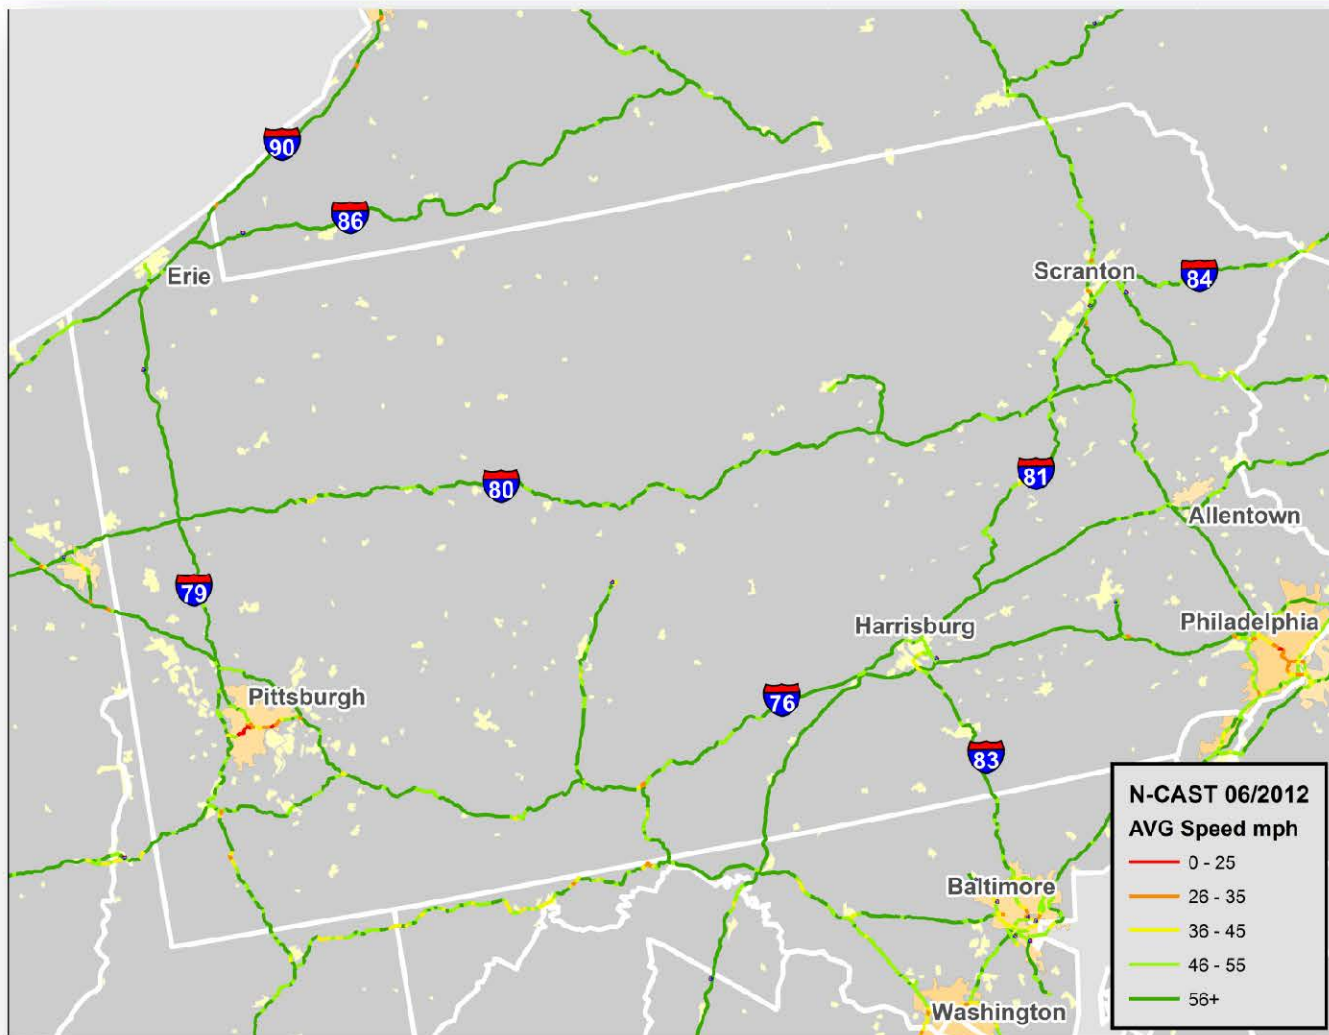 90
86
Erie
Scranton
84
80
81
Allentown
79
Harrisburg
Philadelphia
Pittsburgh
76
83
N-CAST 06/2012
AVG Speed mph
0 - 25
26 - 35
36 - 45
46 - 55
56+
Baltimore
Washington